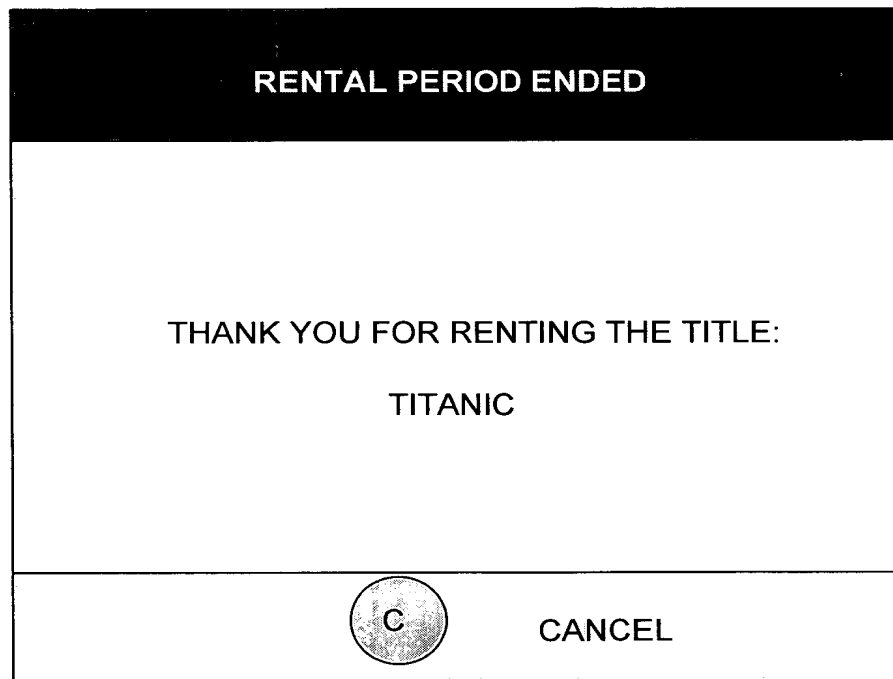 RENTAL PERIOD ENDED
THANK YOU FOR RENTING THE TITLE:
TITANIC
C CANCEL